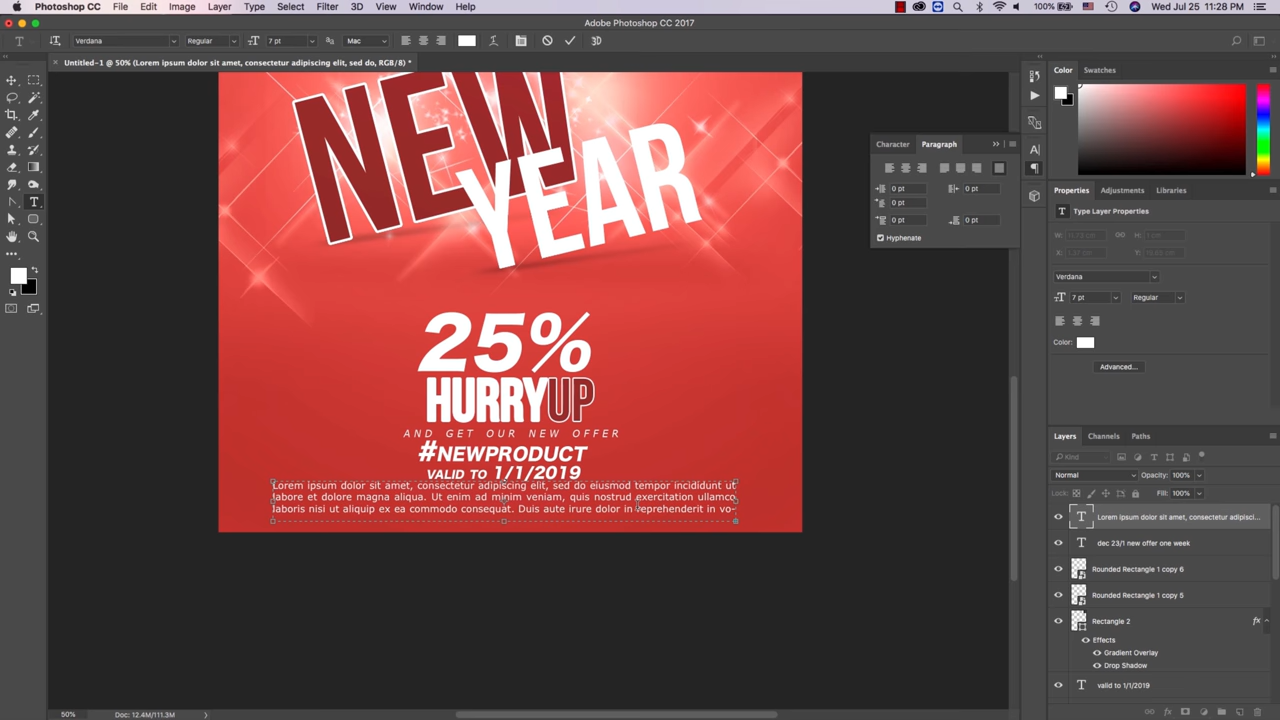 Photoshop CC File Edit Image Layer Type Select Filter 3D View Window Help 100% Wed Jul 25 11:28 PM
Adobe Photoshop CC 2017
Verdana Regular 7 pt Mac 3D
Untitled-1 @ 50% (Lorem ipsum dolor sit amet, consectetur adipiscing elit, sed do, RGB/8) *
NEW
YEAR
25%
HURRYUP
AND GET OUR NEW OFFER
#NEWPRODUCT
VALID TO 1/1/2019
Lorem ipsum dolor sit amet, consectetur adipiscing elit, sed do eiusmod tempor incididunt ut
labore et dolore magna aliqua. Ut enim ad minim veniam, quis nostrud exercitation ullamco
laboris nisi ut aliquip ex ea commodo consequat. Duis aute irure dolor in reprehenderit in vo-
Character Paragraph
0 pt 0 pt
0 pt
0 pt 0 pt
Hyphenate
Color Swatches
Properties Adjustments Libraries
Type Layer Properties
W: 11.73 cm H: 1 cm
Verdana
7 pt Regular
Color:
Advanced...
Layers Channels Paths
Kind
Normal Opacity: 100%
Lock: Fill: 100%
Lorem ipsum dolor sit amet, consectetur adipisci...
dec 23/1 new offer one week
Rounded Rectangle 1 copy 6
Rounded Rectangle 1 copy 5
Rectangle 2 fx
Effects
Gradient Overlay
Drop Shadow
valid to 1/1/2019
50% Doc: 12.4M/111.3M